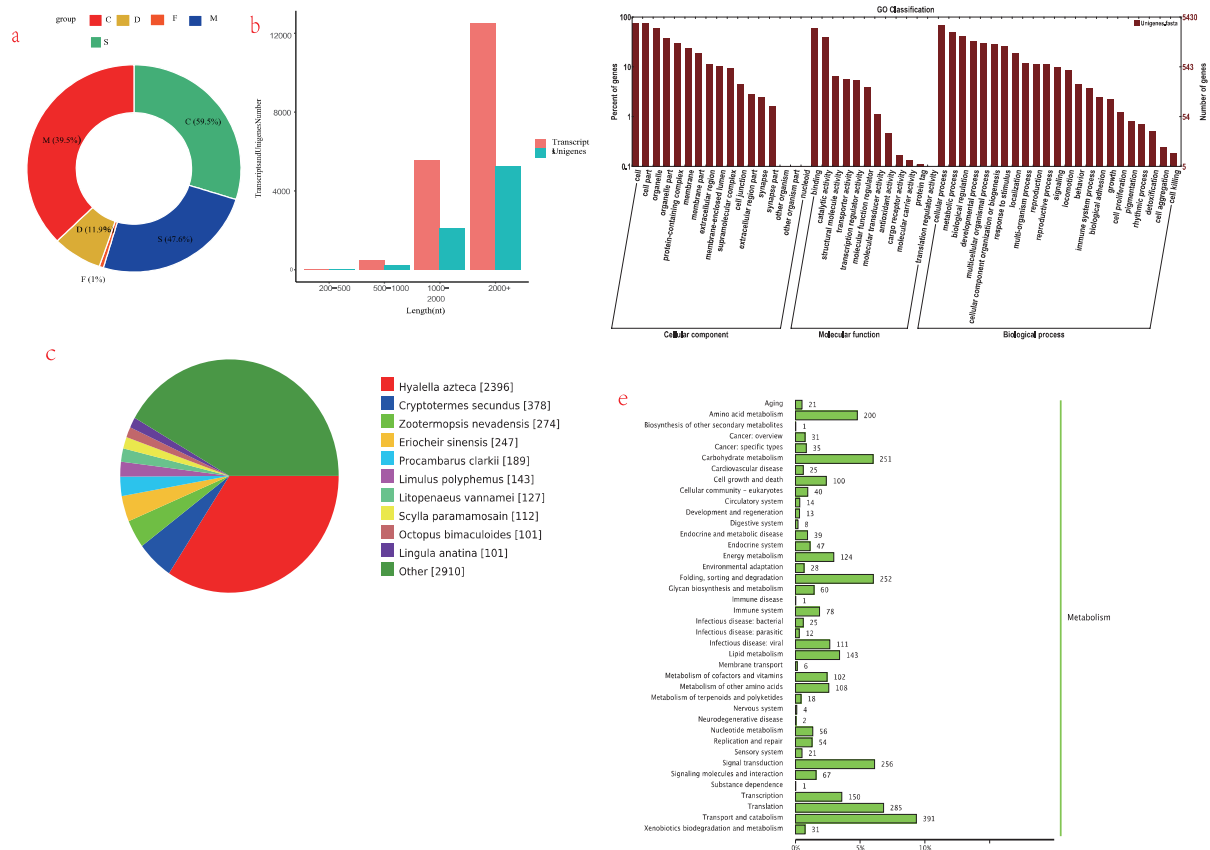 a
group
C
D
F
M
S
C (59.5%)
M (39.5%)
S (47.6%)
D (11.9%)
F (1%)
b
TranscriptsandUnigenesNumber
12000
8000
4000
0
200-500
500-1000
1000-
2000
2000+
Length(nt)
Transcript
s
Unigenes
GO Classification
Unigenes.fasta
Percent of genes
100
10
1
0.1
Number of genes
5430
543
54
5
cell
cell part
organelle
organelle part
protein-containing complex
membrane
membrane part
extracellular region
membrane-enclosed lumen
supramolecular complex
cell junction
extracellular region part
synapse
synapse part
other organism
other organism part
nucleoid
binding
catalytic activity
structural molecule activity
transporter activity
transcription regulator activity
molecular function regulator
molecular transducer activity
antioxidant activity
cargo receptor activity
molecular carrier activity
protein tag
translation regulator activity
cellular process
metabolic process
biological regulation
developmental process
multicellular organismal process
cellular component organization or biogenesis
response to stimulus
localization
multi-organism process
reproduction
reproductive process
signaling
locomotion
behavior
immune system process
biological adhesion
growth
cell proliferation
pigmentation
rhythmic process
detoxification
cell aggregation
cell killing
Cellular component
Molecular function
Biological process
c
Hyalella azteca [2396]
Cryptotermes secundus [378]
Zootermopsis nevadensis [274]
Eriocheir sinensis [247]
Procambarus clarkii [189]
Limulus polyphemus [143]
Litopenaeus vannamei [127]
Scylla paramamosain [112]
Octopus bimaculoides [101]
Lingula anatina [101]
Other [2910]
e
Aging 21
Amino acid metabolism 200
Biosynthesis of other secondary metabolites 1
Cancer: overview 31
Cancer: specific types 35
Carbohydrate metabolism 251
Cardiovascular disease 25
Cell growth and death 100
Cellular community - eukaryotes 40
Circulatory system 14
Development and regeneration 13
Digestive system 8
Endocrine and metabolic disease 39
Endocrine system 47
Energy metabolism 124
Environmental adaptation 28
Folding, sorting and degradation 252
Glycan biosynthesis and metabolism 60
Immune disease 1
Immune system 78
Infectious disease: bacterial 25
Infectious disease: parasitic 12
Infectious disease: viral 111
Lipid metabolism 143
Membrane transport 6
Metabolism of cofactors and vitamins 102
Metabolism of other amino acids 108
Metabolism of terpenoids and polyketides 18
Nervous system 4
Neurodegenerative disease 2
Nucleotide metabolism 56
Replication and repair 54
Sensory system 21
Signal transduction 256
Signaling molecules and interaction 67
Substance dependence 1
Transcription 150
Translation 285
Transport and catabolism 391
Xenobiotics biodegradation and metabolism 31
0%
5%
10%
Metabolism